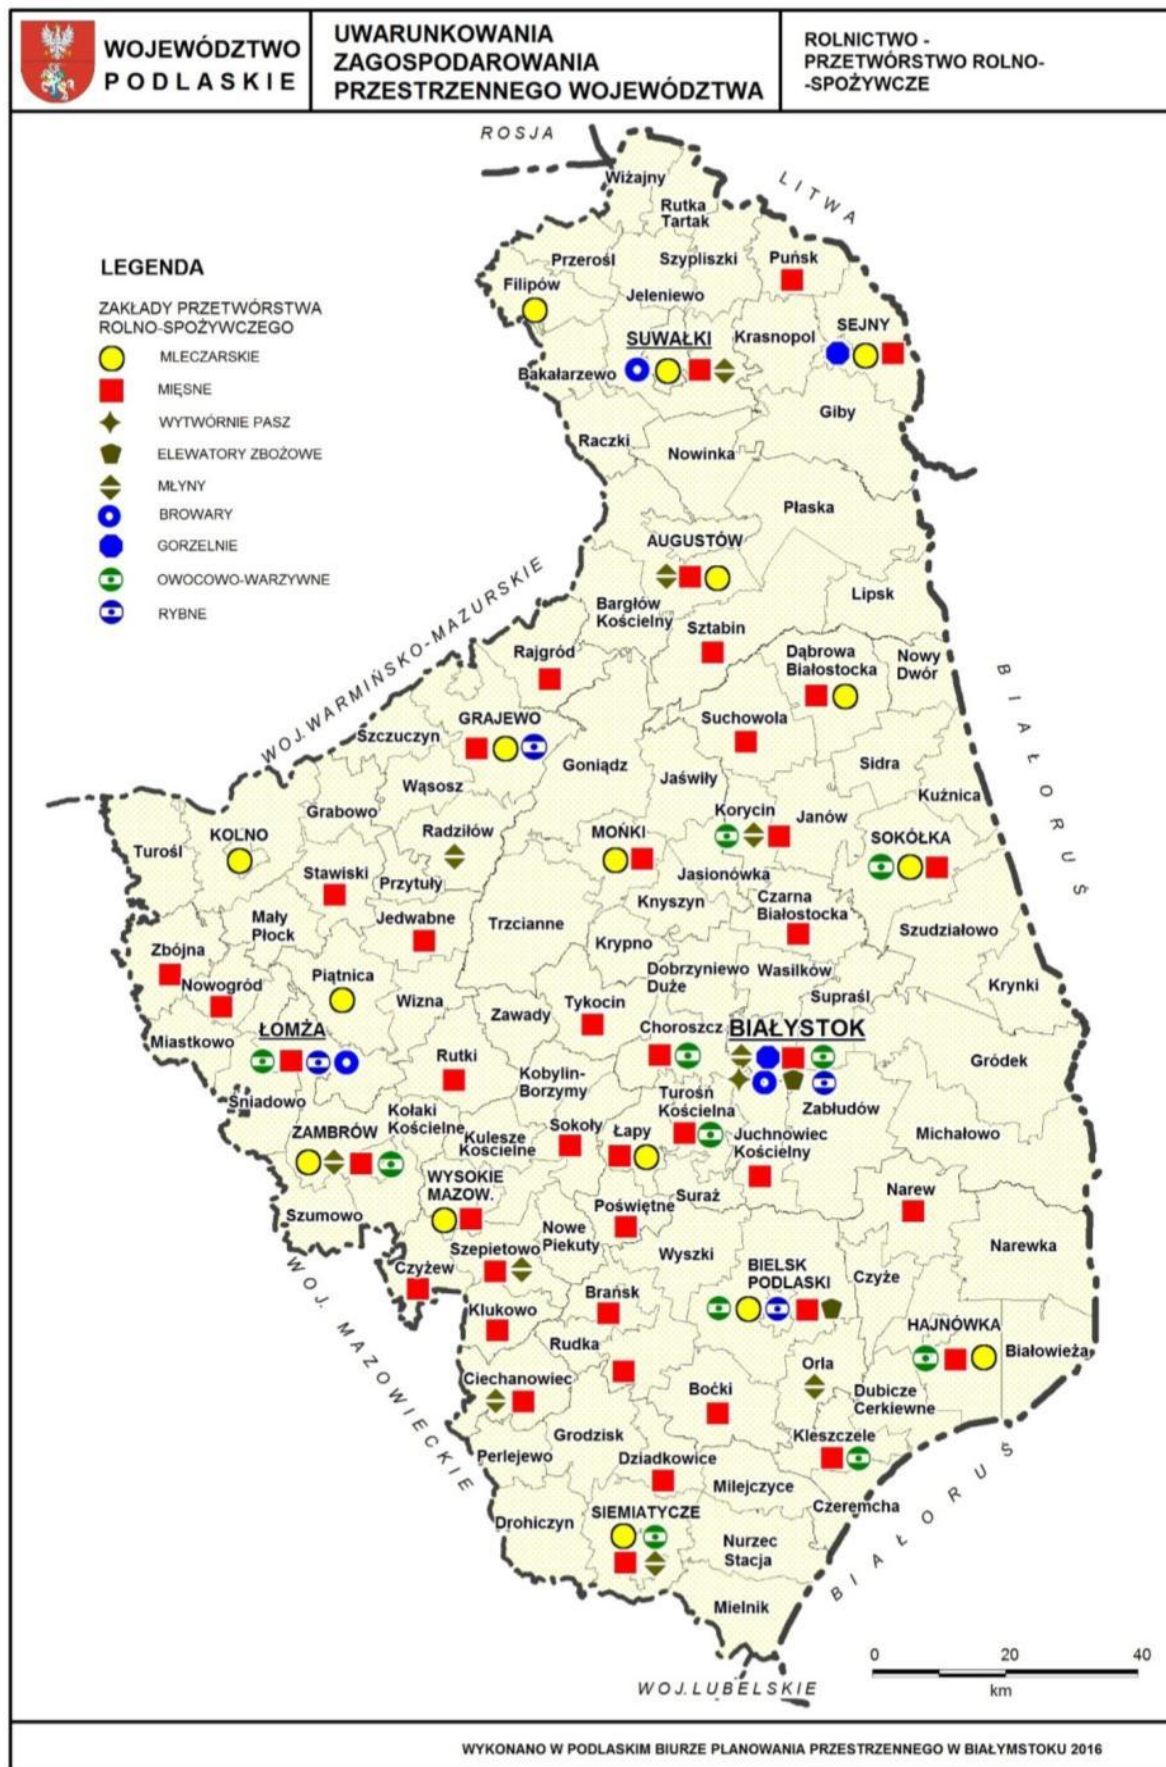 WOJEWÓDZTWO
PODLASKIE
UWARUNKOWANIA
ZAGOSPODAROWANIA
PRZESTRZENNEGO WOJEWÓDZTWA
ROLNICTWO -
PRZETWÓRSTWO ROLNO-
-SPOŻYWCZE
ROSJA
LITWA
Wiżajny
Rutka
Tartak
LEGENDA
ZAKŁADY PRZETWÓRSTWA
ROLNO-SPOŻYWCZEGO
MLECZARSKIE
MIĘSNE
WYTWÓRNIE PASZ
ELEWATORY ZBOŻOWE
MŁYNY
BROWARY
GORZELNIE
OWOCOWO-WARZYWNE
RYBNE
Przerośl
Szypliszki
Puńsk
Filipów
Jeleniewo
SUWAŁKI
Krasnopol
SEJNY
Bakałarzewo
Giby
Raczki
Nowinka
Płaska
AUGUSTÓW
WOJ.WARMIŃSKO-MAZURSKIE
Bargłów
Kościelny
Lipsk
Sztabin
Rajgród
Dąbrowa
Białostocka
Nowy
Dwór
BIAŁORUŚ
GRAJEWO
Suchowola
Szczuczyn
Goniądz
Jaświły
Sidra
Wąsosz
Kuźnica
Grabowo
Korycin
Janów
KOLNO
Radziłów
MOŃKI
SOKÓŁKA
Turośl
Stawiski
Przytuły
Jasionówka
Mały
Płock
Jedwabne
Trzcianne
Knyszyn
Czarna
Białostocka
Szudziałowo
Zbójna
Krypno
Nowogród
Piątnica
Dobrzyniewo
Duże
Wasilków
Krynki
Wizna
Zawady
Tykocin
Supraśl
Miastkowo
ŁOMŻA
Choroszcz
BIAŁYSTOK
Rutki
Kobylin-
Borzymy
Gródek
Śniadowo
Kołaki
Kościelne
Turośń
Kościelna
Zabłudów
ZAMBRÓW
Kulesze
Kościelne
Sokoły
Łapy
Juchnowiec
Kościelny
Michałowo
WYSOKIE
MAZOW.
Suraż
Narew
Szumowo
Nowe
Piekuty
Poświętne
Narewka
Szepietowo
Wyszki
Czyżew
BIELSK
PODLASKI
Czyże
WOJ. MAZOWIECKIE
Klukowo
Brańsk
HAJNÓWKA
Białowieża
Rudka
Orla
Ciechanowiec
Boćki
Dubicze
Cerkiewne
Grodzisk
Kleszczele
Perlejewo
Dziadkowice
Milejczyce
BIAŁORUŚ
Drohiczyn
SIEMIATYCZE
Czeremcha
Nurzec
Stacja
Mielnik
0 20 40
km
WOJ.LUBELSKIE
WYKONANO W PODLASKIM BIURZE PLANOWANIA PRZESTRZENNEGO W BIAŁYMSTOKU 2016